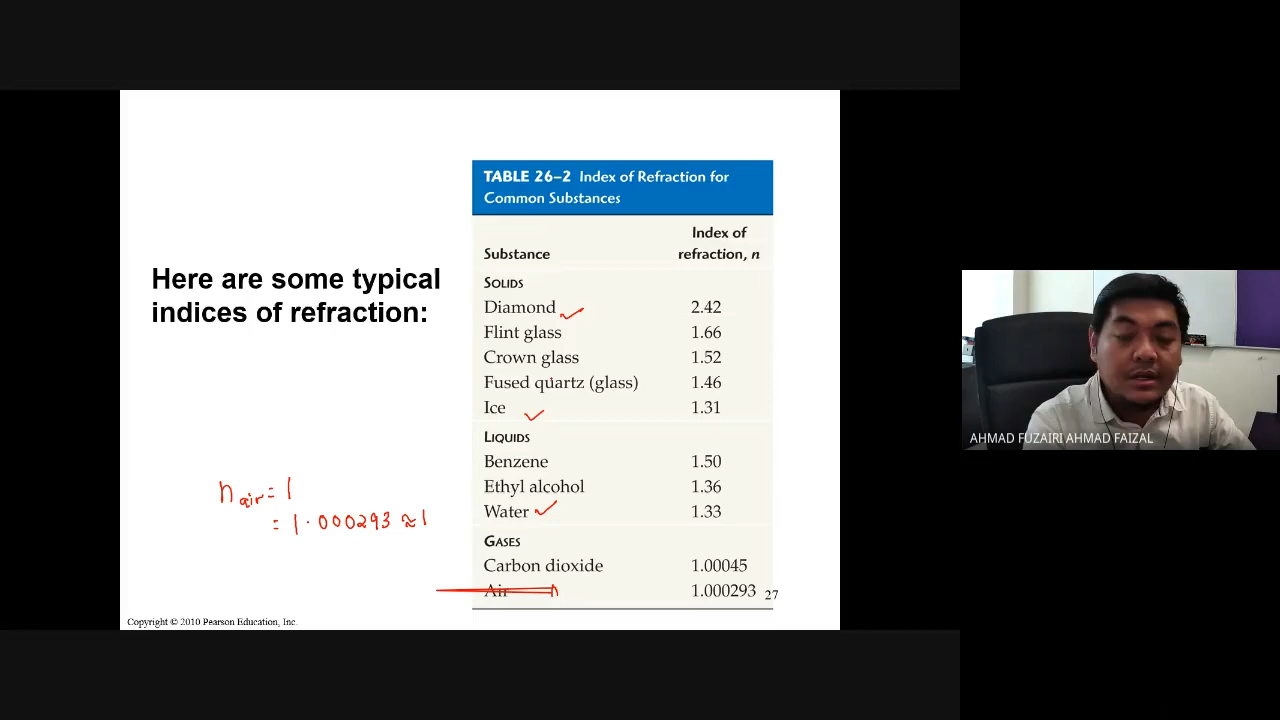 TABLE 26–2 Index of Refraction for
Common Substances
Index of
Substance refraction, n
SOLIDS
Diamond 2.42
Flint glass 1.66
Crown glass 1.52
Fused quartz (glass) 1.46
Ice 1.31
LIQUIDS
Benzene 1.50
Ethyl alcohol 1.36
Water 1.33
GASES
Carbon dioxide 1.00045
Air 1.000293
27
Here are some typical
indices of refraction:
n air = 1
= 1.000293 ≈ 1
Copyright © 2010 Pearson Education, Inc.
AHMAD FUZAIRI AHMAD FAIZAL